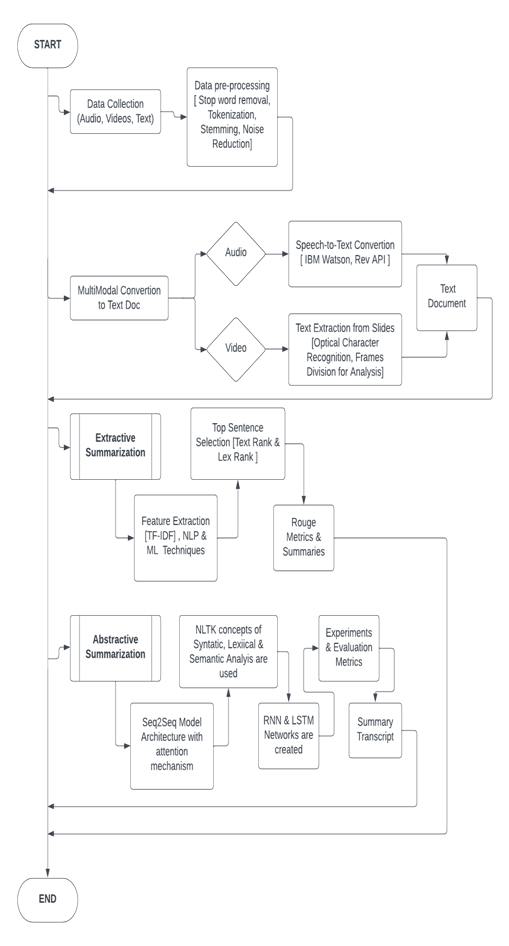 START
Data Collection
(Audio, Videos, Text)
Data pre-processing
[ Stop word removal,
Tokenization,
Stemming, Noise
Reduction]
MultiModal Convertion
to Text Doc
Audio
Speech-to-Text Convertion
[ IBM Watson, Rev API ]
Text
Document
Video
Text Extraction from Slides
[Optical Character
Recognition, Frames
Division for Analysis]
Extractive
Summarization
Top Sentence
Selection [Text Rank &
Lex Rank ]
Feature Extraction
[TF-IDF] , NLP &
ML Techniques
Rouge
Metrics &
Summaries
Abstractive
Summarization
NLTK concepts of
Syntatic, Lexiical &
Semantic Analyis are
used
Experiments
& Evaluation
Metrics
Seq2Seq Model
Architecture with
attention
mechanism
RNN & LSTM
Networks are
created
Summary
Transcript
END